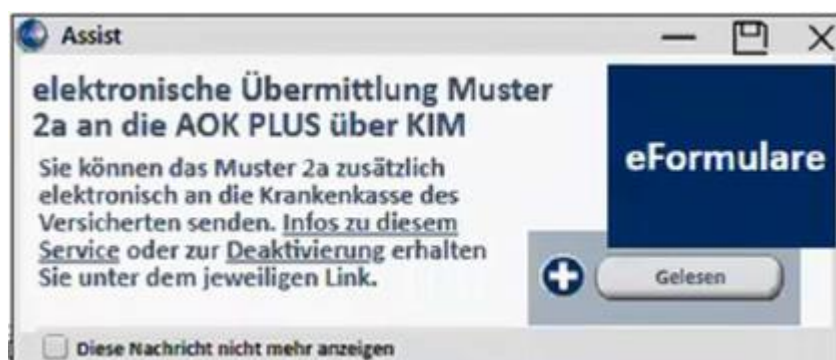 Assist
elektronische Übermittlung Muster
2a an die AOK PLUS über KIM
Sie können das Muster 2a zusätzlich
elektronisch an die Krankenkasse des
Versicherten senden. Infos zu diesem
Service oder zur Deaktivierung erhalten
Sie unter dem jeweiligen Link.
eFormulare
Gelesen
Diese Nachricht nicht mehr anzeigen